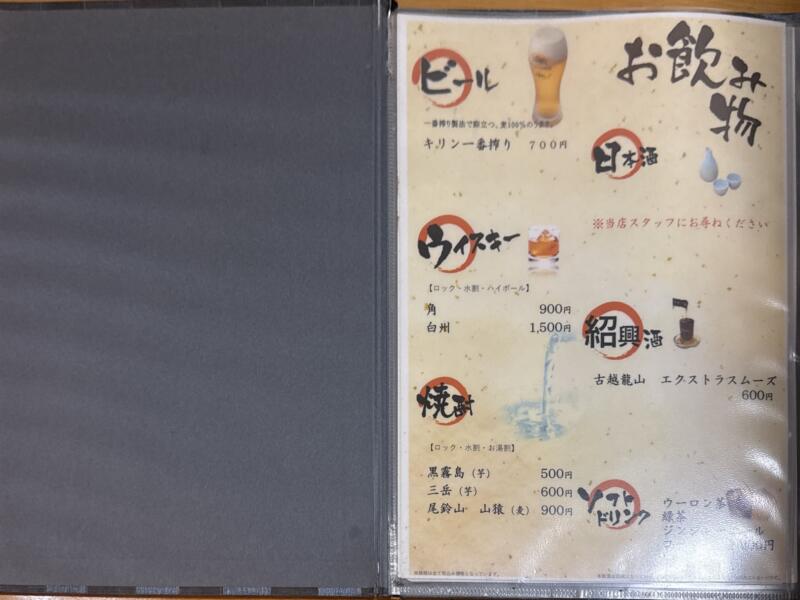 お飲み物
ビール
一番搾り製法で際立つ、麦100%のうまみ。
キリン一番搾り 700円
日本酒
※当店スタッフにお尋ねください
ウイスキー
【ロック・水割・ハイボール】
角 900円
白州 1,500円
紹興酒
古越龍山 エクストラスムーズ
600円
焼酎
【ロック・水割・お湯割】
黒霧島（芋） 500円
三岳（芋） 600円
尾鈴山 山猿（麦） 900円
ソフトドリンク
ウーロン茶
緑茶